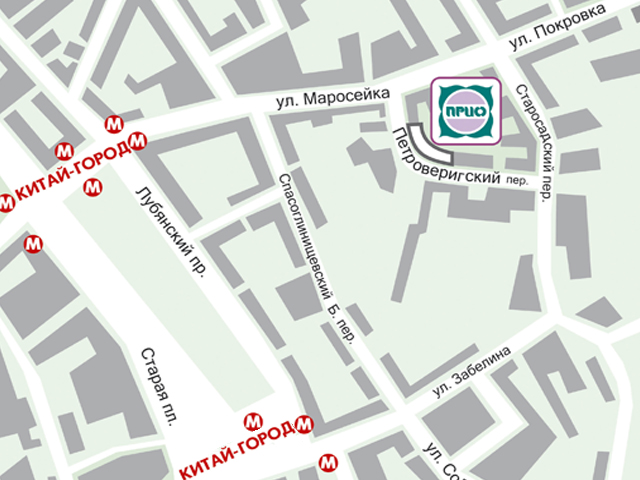 ул. Покровка
ул. Маросейка
ПРИОЗ
Старосадский пер.
Петроверигский пер.
М
М
М
М
М
М
КИТАЙ-ГОРОД
Лубянский пр.
Спасоглинищевский Б. пер.
Старая пл.
ул. Забелина
М
М
М
КИТАЙ-ГОРОД